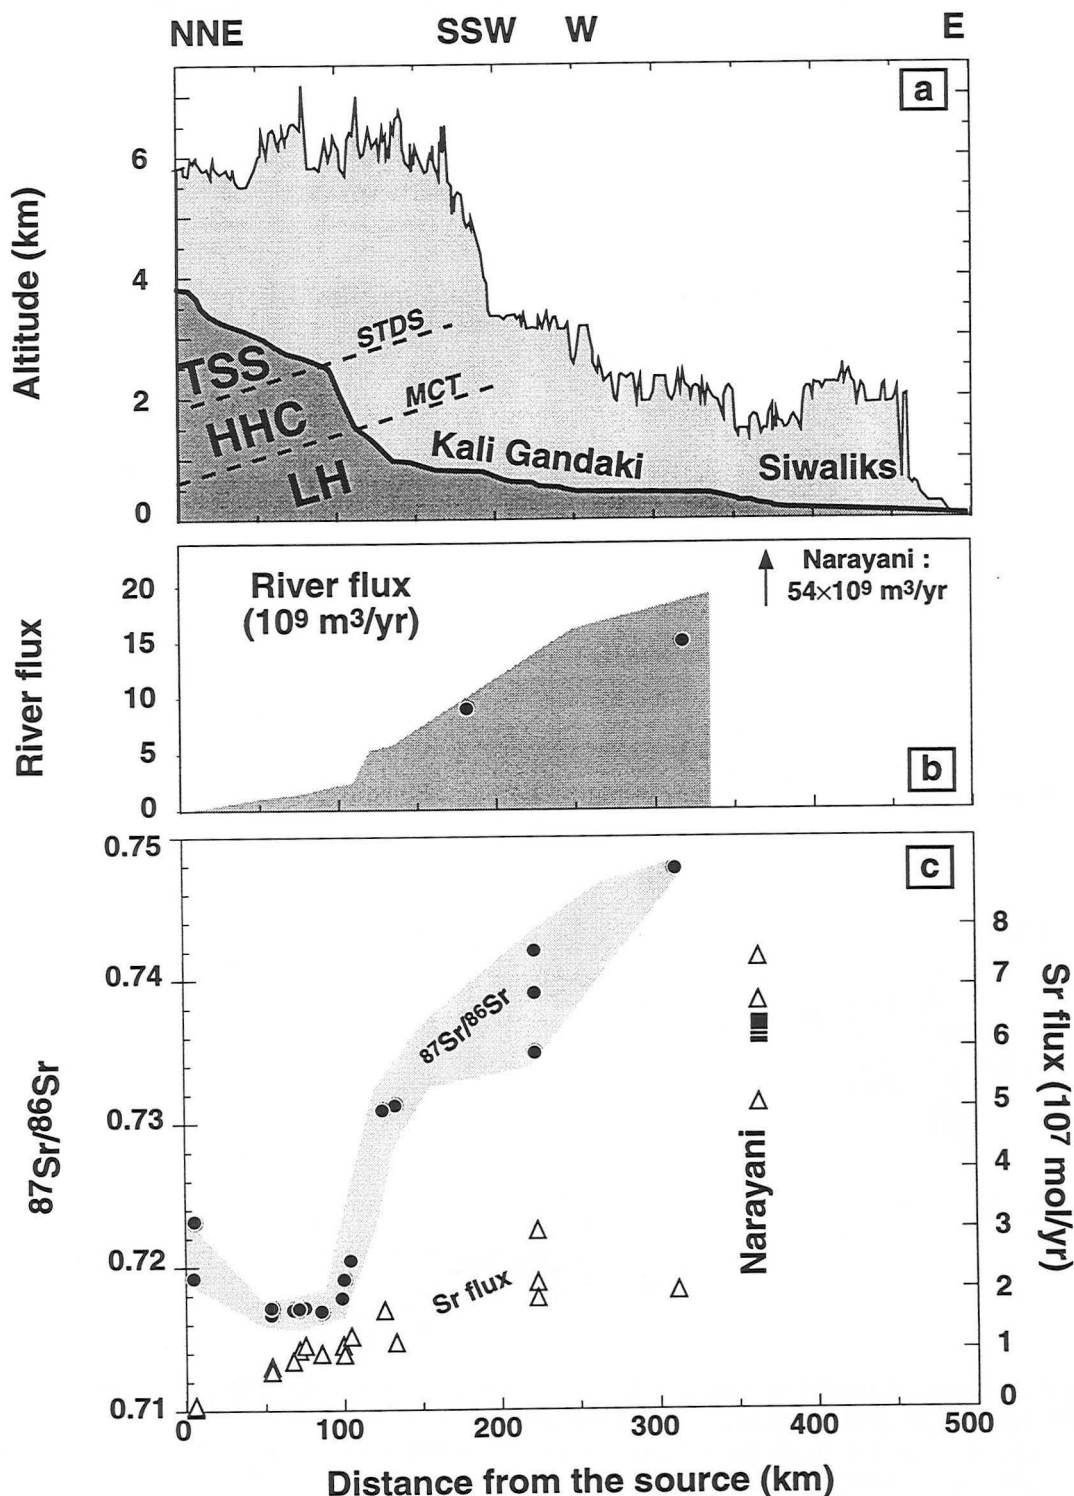 NNE SSW W E
a
Altitude (km)
6
4
2
0
STDS
TSS
MCT
HHC
LH
Kali Gandaki
Siwaliks
River flux
20
15
10
5
0
River flux
(10⁹ m³/yr)
Narayani :
54×10⁹ m³/yr
b
⁸⁷Sr/⁸⁶Sr
0.75
0.74
0.73
0.72
0.71
c
⁸⁷Sr/⁸⁶Sr
Sr flux
Narayani
8
7
6
5
4
3
2
1
0
Sr flux (10⁷ mol/yr)
0 100 200 300 400 500
Distance from the source (km)